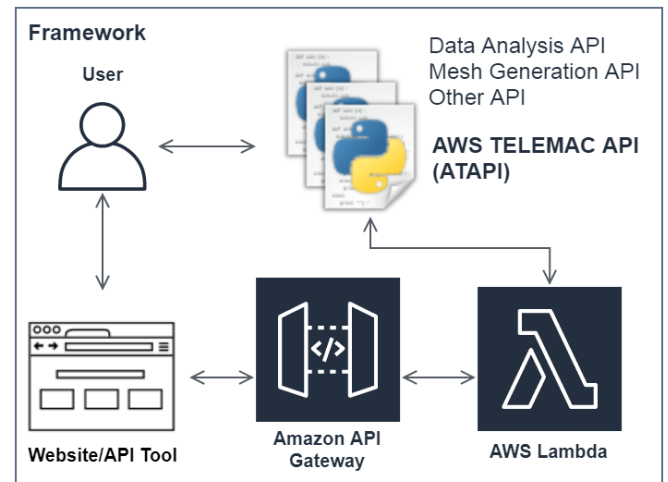 Framework
User
Data Analysis API
Mesh Generation API
Other API
AWS TELEMAC API
(ATAPI)
</>
Website/API Tool
Amazon API
Gateway
AWS Lambda